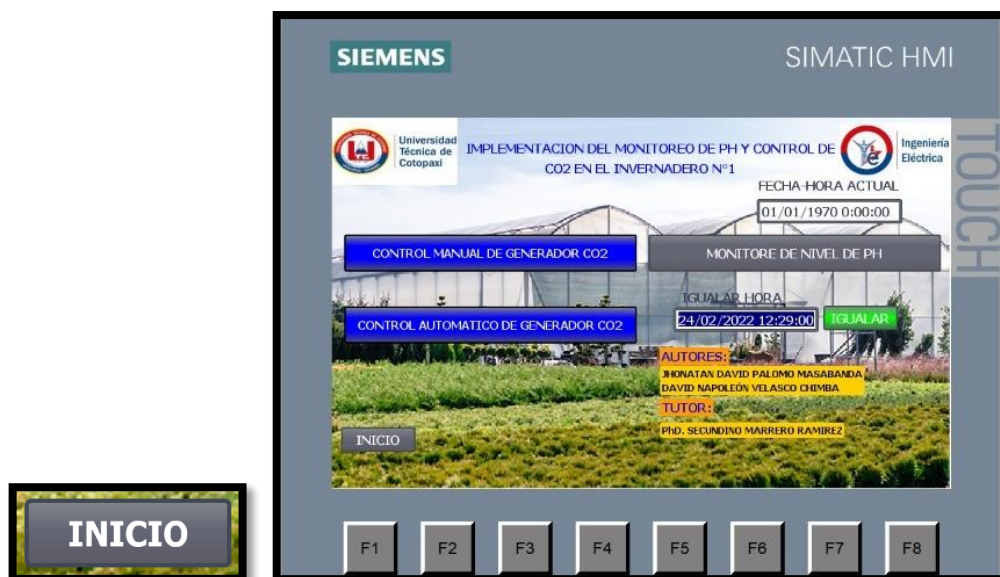 SIEMENS
SIMATIC HMI
TOUCH
Universidad
Técnica de
Cotopaxi
IMPLEMENTACION DEL MONITOREO DE PH Y CONTROL DE
CO2 EN EL INVERNADERO N°1
Ingeniería
Eléctrica
FECHA-HORA ACTUAL
01/01/1970 0:00:00
CONTROL MANUAL DE GENERADOR CO2
MONITORE DE NIVEL DE PH
IGUALAR HORA
24/02/2022 12:29:00
IGUALAR
CONTROL AUTOMATICO DE GENERADOR CO2
AUTORES:
JHONATAN DAVID PALOMO MASABANDA
DAVID NAPOLEÓN VELASCO CHIMBA
TUTOR:
PhD. SECUNDINO MARRERO RAMIREZ
INICIO
INICIO
F1 F2 F3 F4 F5 F6 F7 F8